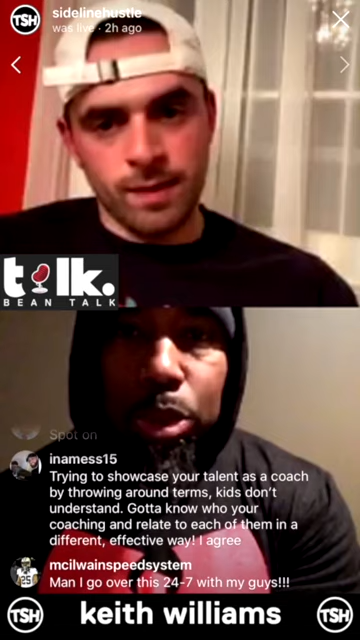 TSH
sidelinehustle
was live · 2h ago
t lk.
BEAN TALK
Spot on
inamess15
Trying to showcase your talent as a coach
by throwing around terms, kids don't
understand. Gotta know who your
coaching and relate to each of them in a
different, effective way! I agree
mcilwainspeedsystem
Man I go over this 24-7 with my guys!!!
25
TSH keith williams TSH